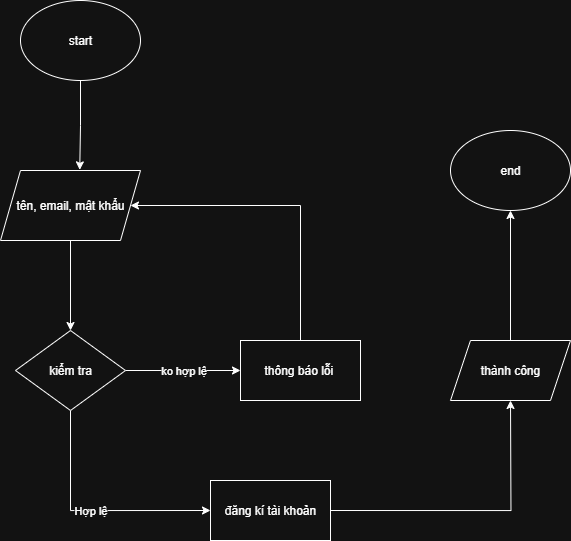 start
tên, email, mật khẩu
end
kiểm tra
ko hợp lệ
thông báo lỗi
thành công
Hợp lệ
đăng kí tài khoản